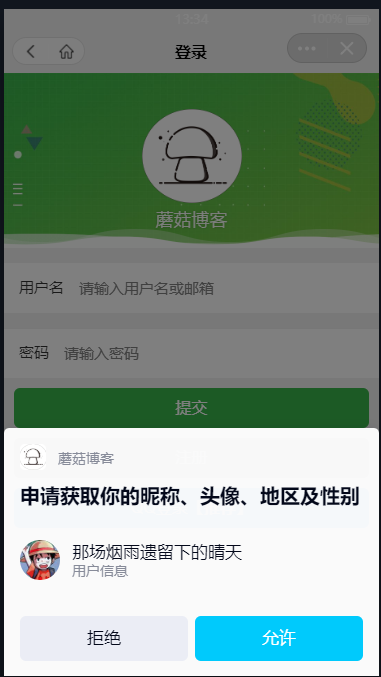 13:34
100%
登录
蘑菇博客
用户名 请输入用户名或邮箱
密码 请输入密码
提交
蘑菇博客
申请获取你的昵称、头像、地区及性别
那场烟雨遗留下的晴天
用户信息
拒绝 允许